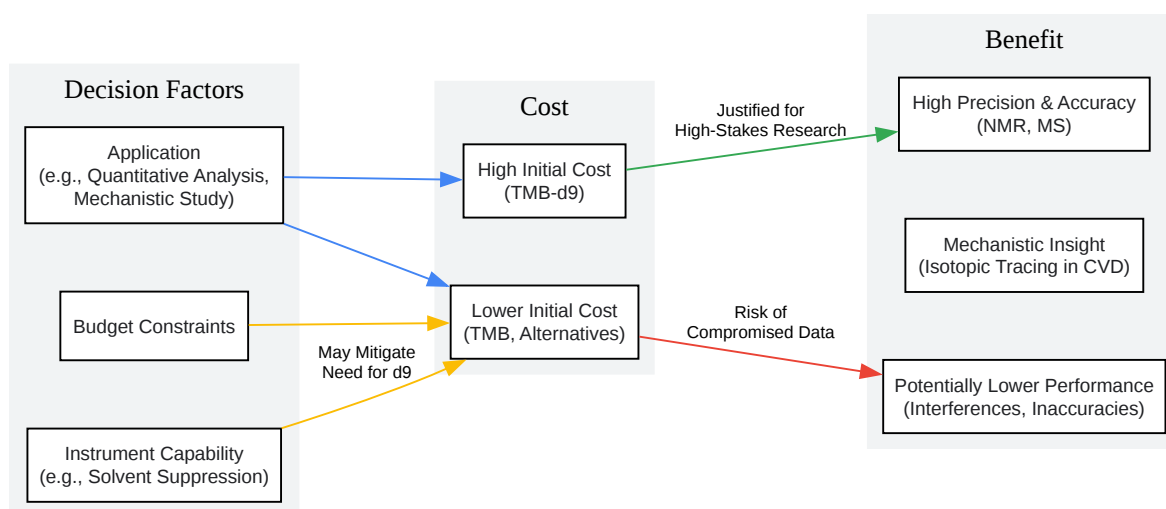 Decision Factors
Application
(e.g., Quantitative Analysis,
Mechanistic Study)
Budget Constraints
Instrument Capability
(e.g., Solvent Suppression)
May Mitigate
Need for d9
Cost
High Initial Cost
(TMB-d9)
Lower Initial Cost
(TMB, Alternatives)
Justified for
High-Stakes Research
Risk of
Compromised Data
Benefit
High Precision & Accuracy
(NMR, MS)
Mechanistic Insight
(Isotopic Tracing in CVD)
Potentially Lower Performance
(Interferences, Inaccuracies)